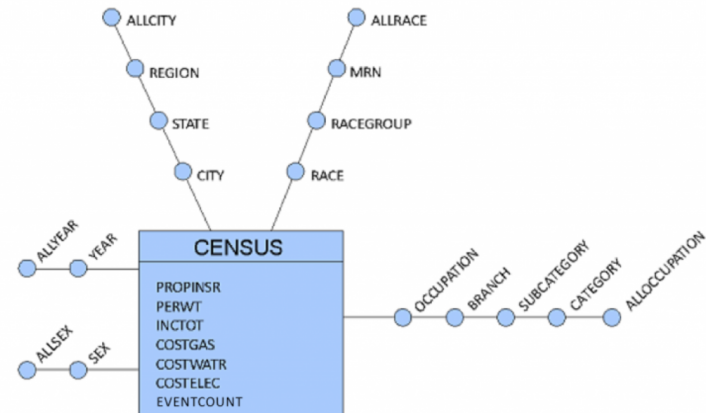 ALLCITY
REGION
STATE
CITY
ALLRACE
MRN
RACEGROUP
RACE
ALLYEAR
YEAR
ALLSEX
SEX
CENSUS
PROPINSR
PERWT
INCTOT
COSTGAS
COSTWATR
COSTELEC
EVENTCOUNT
OCCUPATION
BRANCH
SUBCATEGORY
CATEGORY
ALLOCCUPATION